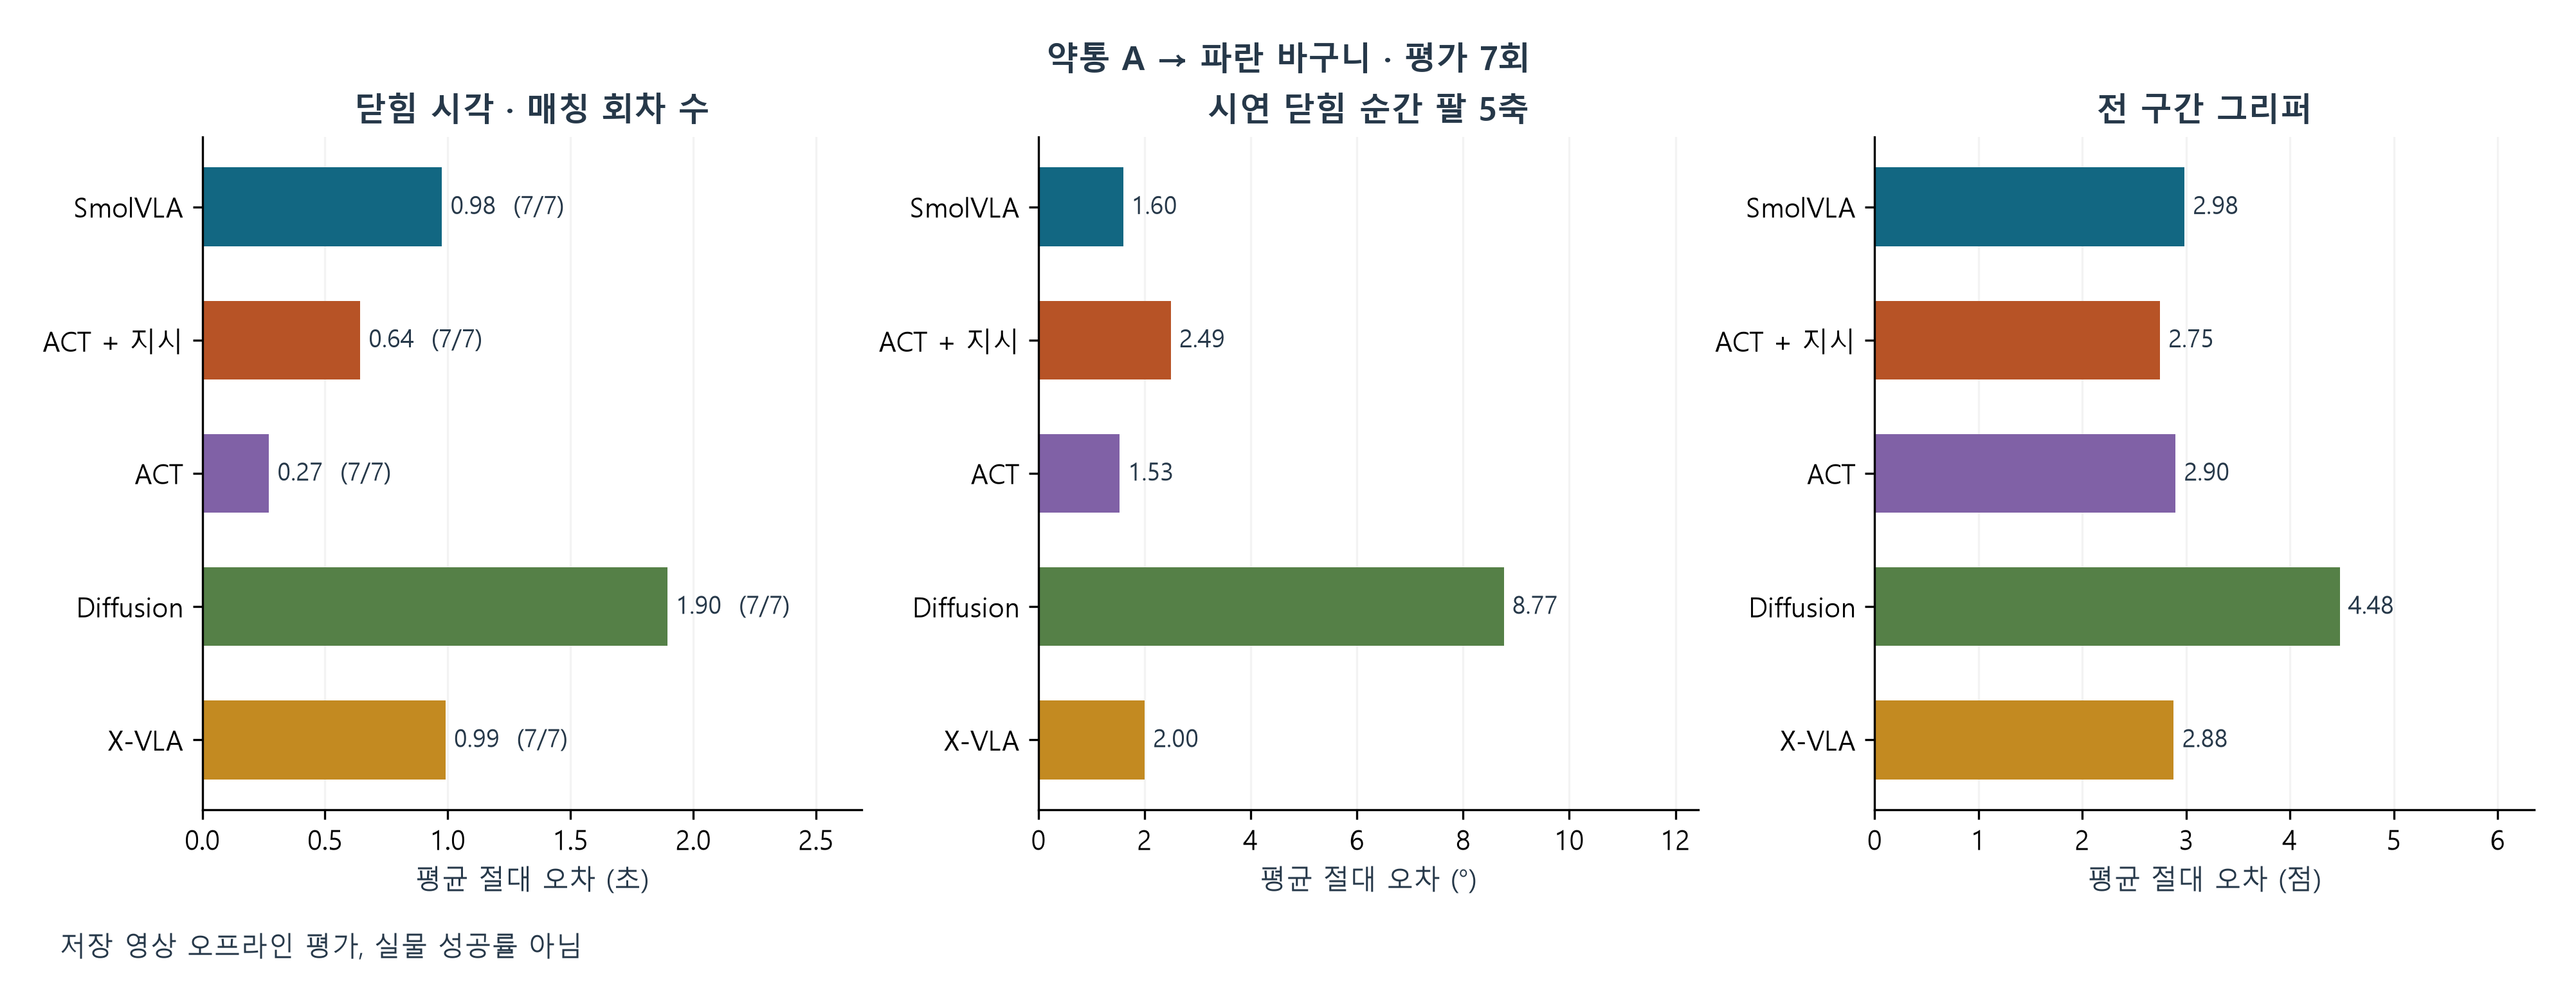 약통 A → 파란 바구니 · 평가 7회
닫힘 시각 · 매칭 회차 수
SmolVLA
0.98 (7/7)
ACT + 지시
0.64 (7/7)
ACT
0.27 (7/7)
Diffusion
1.90 (7/7)
X-VLA
0.99 (7/7)
0.0 0.5 1.0 1.5 2.0 2.5
평균 절대 오차 (초)
시연 닫힘 순간 팔 5축
SmolVLA
1.60
ACT + 지시
2.49
ACT
1.53
Diffusion
8.77
X-VLA
2.00
0 2 4 6 8 10 12
평균 절대 오차 (°)
전 구간 그리퍼
SmolVLA
2.98
ACT + 지시
2.75
ACT
2.90
Diffusion
4.48
X-VLA
2.88
0 1 2 3 4 5 6
평균 절대 오차 (점)
저장 영상 오프라인 평가, 실물 성공률 아님